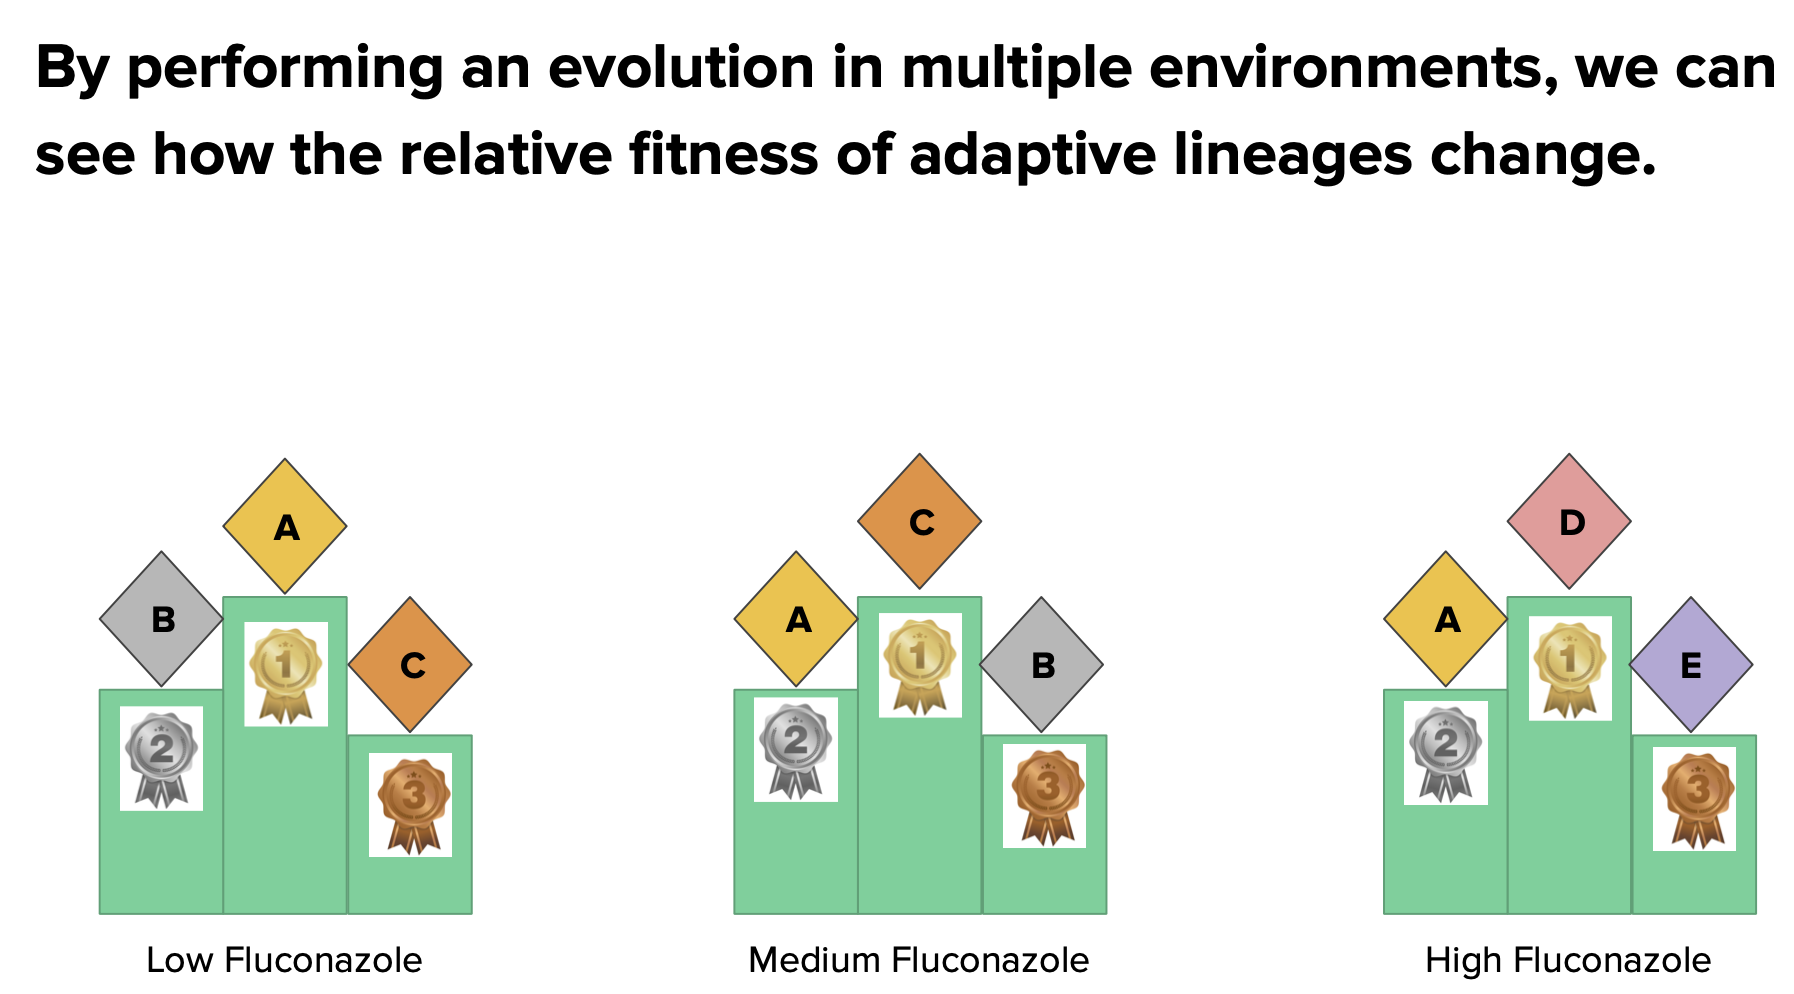 By performing an evolution in multiple environments, we can
see how the relative fitness of adaptive lineages change.
B
A
C
2
1
3
Low Fluconazole
A
C
B
2
1
3
Medium Fluconazole
A
D
E
2
1
3
High Fluconazole